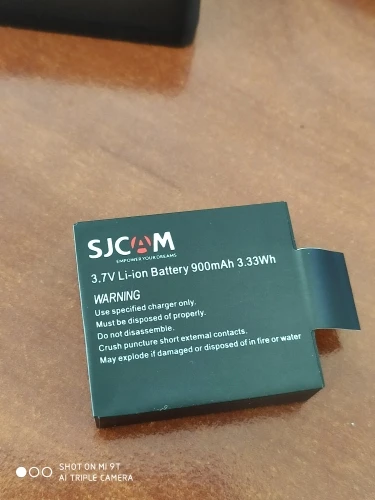 SJCAM
EMPOWER YOUR DREAMS
3.7V Li-ion Battery 900mAh 3.33Wh
WARNING
Use specified charger only.
Must be disposed of properly.
Do not disassemble.
Crush puncture short external contacts.
May explode if damaged or disposed of in fire or water
SHOT ON MI 9T
AI TRIPLE CAMERA